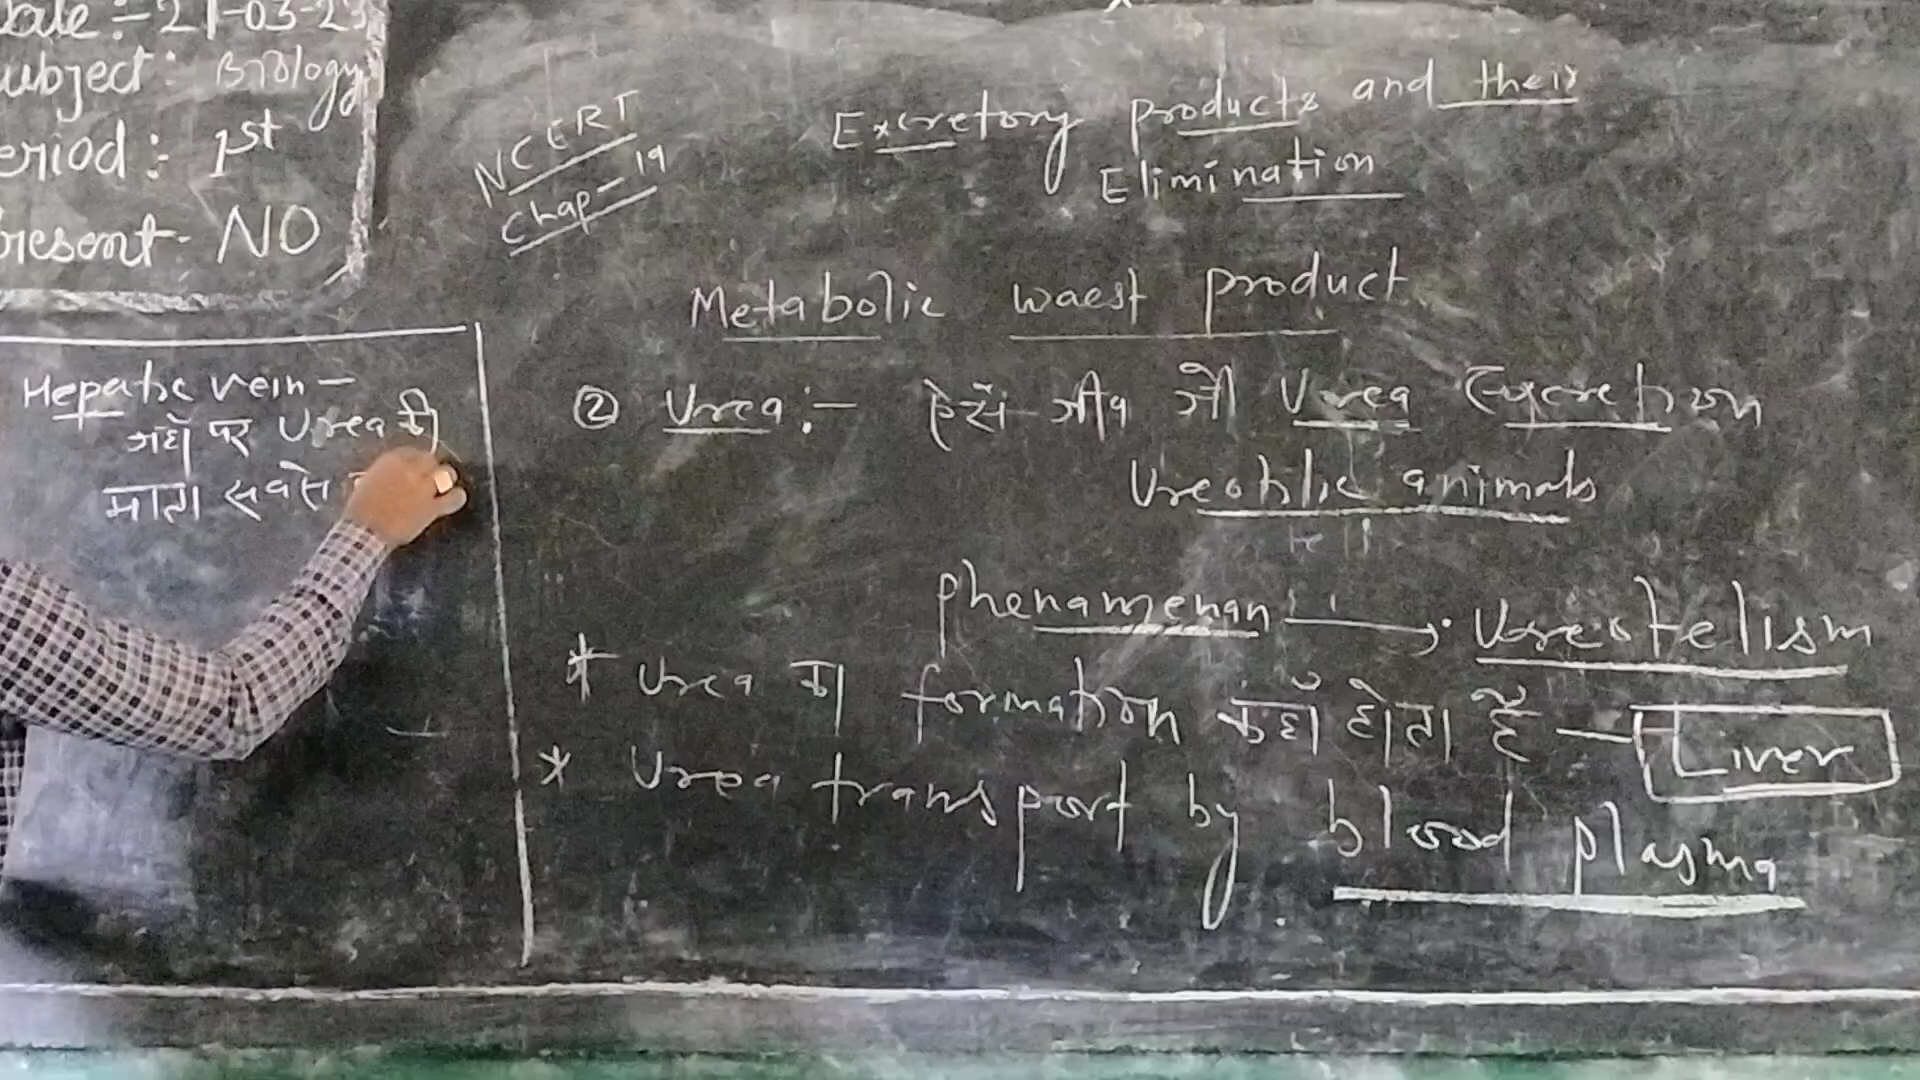 Date :- 21-03-23
Subject : Biology
Period :- 1st
Present - NO
NCERT
Chap - 19
Excretory products and their
Elimination
Metabolic waest product
Hepatic vein -
जहाँ पर Urea की
मात्रा सबसे
② Urea :- ऐसे जीव जो Urea Excretion
Ureotilic animals
phenamenan → Ureotelism
* Urea का formation कहाँ होता है — Liver
* Urea transport by blood plasma